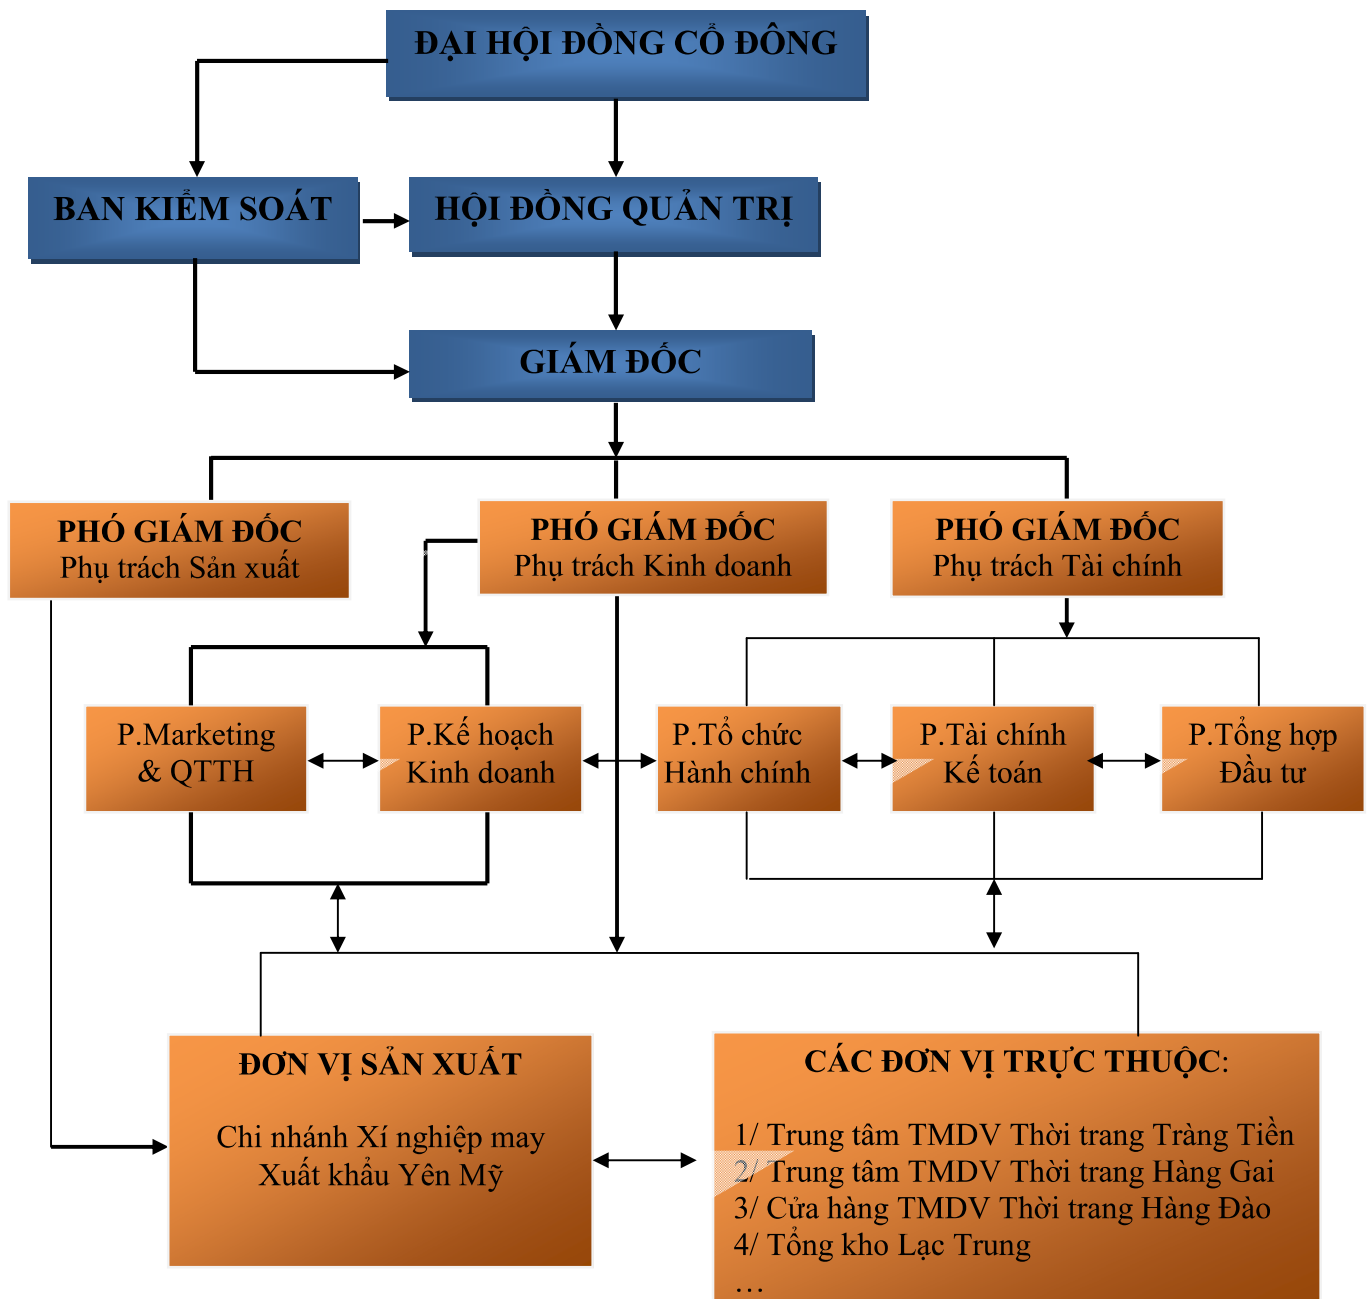 ĐẠI HỘI ĐỒNG CỔ ĐÔNG
BAN KIỂM SOÁT
HỘI ĐỒNG QUẢN TRỊ
GIÁM ĐỐC
PHÓ GIÁM ĐỐC
Phụ trách Sản xuất
PHÓ GIÁM ĐỐC
Phụ trách Kinh doanh
PHÓ GIÁM ĐỐC
Phụ trách Tài chính
P.Marketing
& QTTH
P.Kế hoạch
Kinh doanh
P.Tổ chức
Hành chính
P.Tài chính
Kế toán
P.Tổng hợp
Đầu tư
ĐƠN VỊ SẢN XUẤT
Chi nhánh Xí nghiệp may
Xuất khẩu Yên Mỹ
CÁC ĐƠN VỊ TRỰC THUỘC:
1/ Trung tâm TMDV Thời trang Tràng Tiền
2/ Trung tâm TMDV Thời trang Hàng Gai
3/ Cửa hàng TMDV Thời trang Hàng Đào
4/ Tổng kho Lạc Trung
…